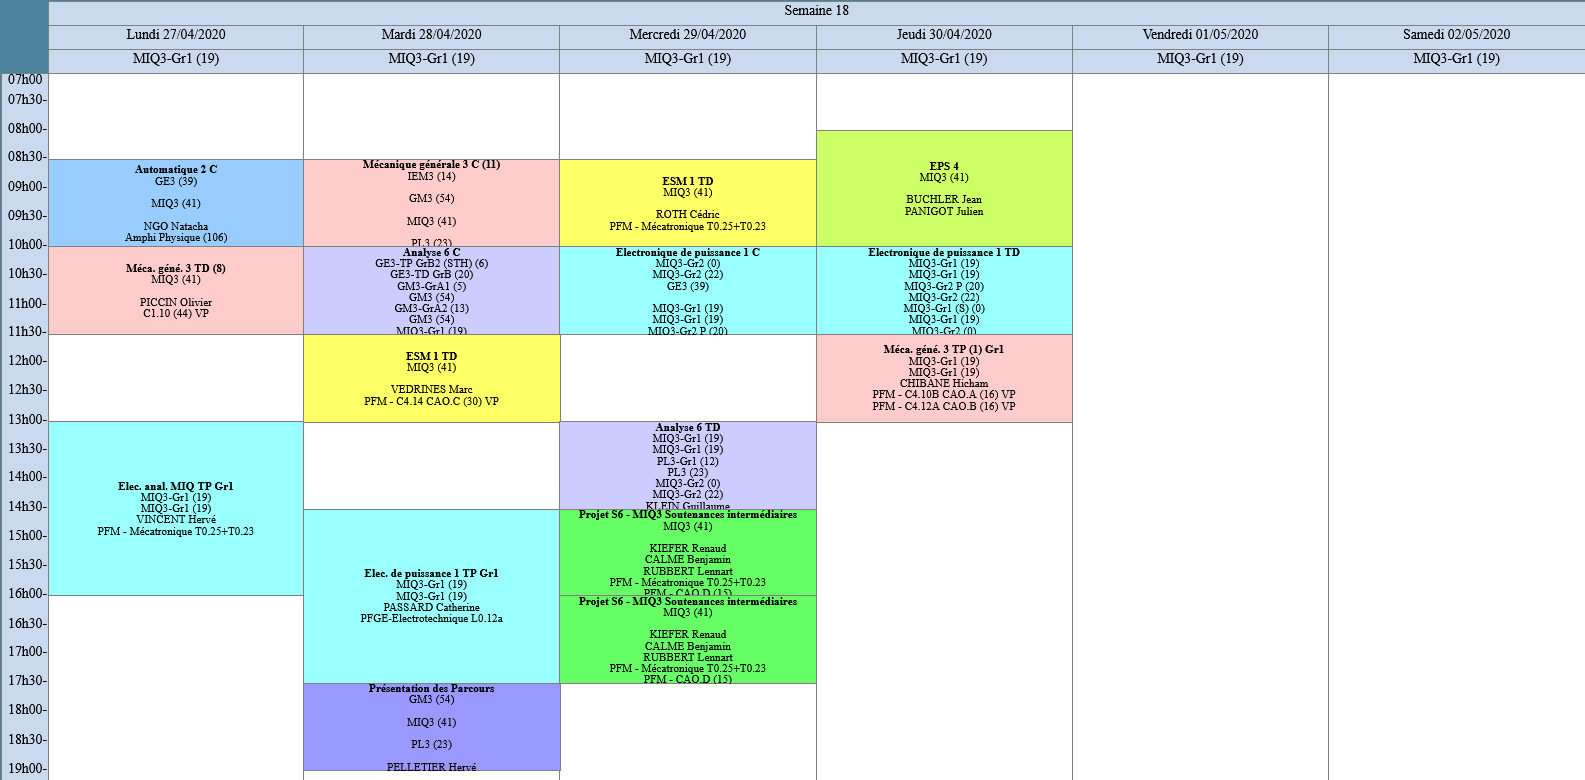 Semaine 18
Lundi 27/04/2020
Mardi 28/04/2020
Mercredi 29/04/2020
Jeudi 30/04/2020
Vendredi 01/05/2020
Samedi 02/05/2020
MIQ3-Gr1 (19)
MIQ3-Gr1 (19)
MIQ3-Gr1 (19)
MIQ3-Gr1 (19)
MIQ3-Gr1 (19)
MIQ3-Gr1 (19)
07h00
07h30-
08h00-
08h30-
09h00-
09h30-
10h00-
10h30-
11h00-
11h30-
12h00-
12h30-
13h00-
13h30-
14h00-
14h30-
15h00-
15h30-
16h00-
16h30-
17h00-
17h30-
18h00-
18h30-
19h00-
Automatique 2 C
GE3 (39)
MIQ3 (41)
NGO Natacha
Amphi Physique (106)
Méca. géné. 3 TD (8)
MIQ3 (41)
PICCIN Olivier
C1.10 (44) VP
Elec. anal. MIQ TP Gr1
MIQ3-Gr1 (19)
MIQ3-Gr1 (19)
VINCENT Hervé
PFM - Mécatronique T0.25+T0.23
Mécanique générale 3 C (11)
IEM3 (14)
GM3 (54)
MIQ3 (41)
PL3 (23)
Analyse 6 C
GE3-TP GrB2 (STH) (6)
GE3-TD GrB (20)
GM3-GrA1 (5)
GM3 (54)
GM3-GrA2 (13)
GM3 (54)
MIQ3-Gr1 (19)
ESM 1 TD
MIQ3 (41)
VEDRINES Marc
PFM - C4.14 CAO.C (30) VP
Elec. de puissance 1 TP Gr1
MIQ3-Gr1 (19)
MIQ3-Gr1 (19)
PASSARD Catherine
PFGE-Electrotechnique L0.12a
Présentation des Parcours
GM3 (54)
MIQ3 (41)
PL3 (23)
PELLETIER Hervé
ESM 1 TD
MIQ3 (41)
ROTH Cédric
PFM - Mécatronique T0.25+T0.23
Electronique de puissance 1 C
MIQ3-Gr2 (0)
MIQ3-Gr2 (22)
GE3 (39)
MIQ3-Gr1 (19)
MIQ3-Gr1 (19)
MIQ3-Gr2 P (20)
Analyse 6 TD
MIQ3-Gr1 (19)
MIQ3-Gr1 (19)
PL3-Gr1 (12)
PL3 (23)
MIQ3-Gr2 (0)
MIQ3-Gr2 (22)
KLEIN Guillaume
Projet S6 - MIQ3 Soutenances intermédiaires
MIQ3 (41)
KIEFER Renaud
CALME Benjamin
RUBBERT Lennart
PFM - Mécatronique T0.25+T0.23
PFM - CAO.D (15)
Projet S6 - MIQ3 Soutenances intermédiaires
MIQ3 (41)
KIEFER Renaud
CALME Benjamin
RUBBERT Lennart
PFM - Mécatronique T0.25+T0.23
PFM - CAO.D (15)
EPS 4
MIQ3 (41)
BUCHLER Jean
PANIGOT Julien
Electronique de puissance 1 TD
MIQ3-Gr1 (19)
MIQ3-Gr1 (19)
MIQ3-Gr2 P (20)
MIQ3-Gr2 (22)
MIQ3-Gr1 (8) (0)
MIQ3-Gr1 (19)
MIQ3-Gr2 (0)
Méca. géné. 3 TP (1) Gr1
MIQ3-Gr1 (19)
MIQ3-Gr1 (19)
CHIBANE Hicham
PFM - C4.10B CAO.A (16) VP
PFM - C4.12A CAO.B (16) VP